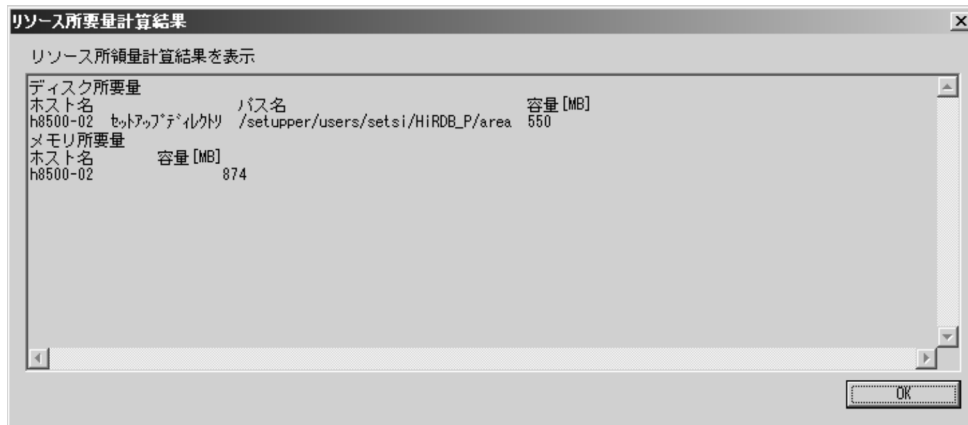 リソース所要量計算結果
リソース所領量計算結果を表示
ディスク所要量
ホスト名 パス名 容量[MB]
h8500-02 ｾｯﾄｱｯﾌﾟﾃﾞｨﾚｸﾄﾘ /setupper/users/setsi/HiRDB_P/area 550
メモリ所要量
ホスト名 容量[MB]
h8500-02 874
OK